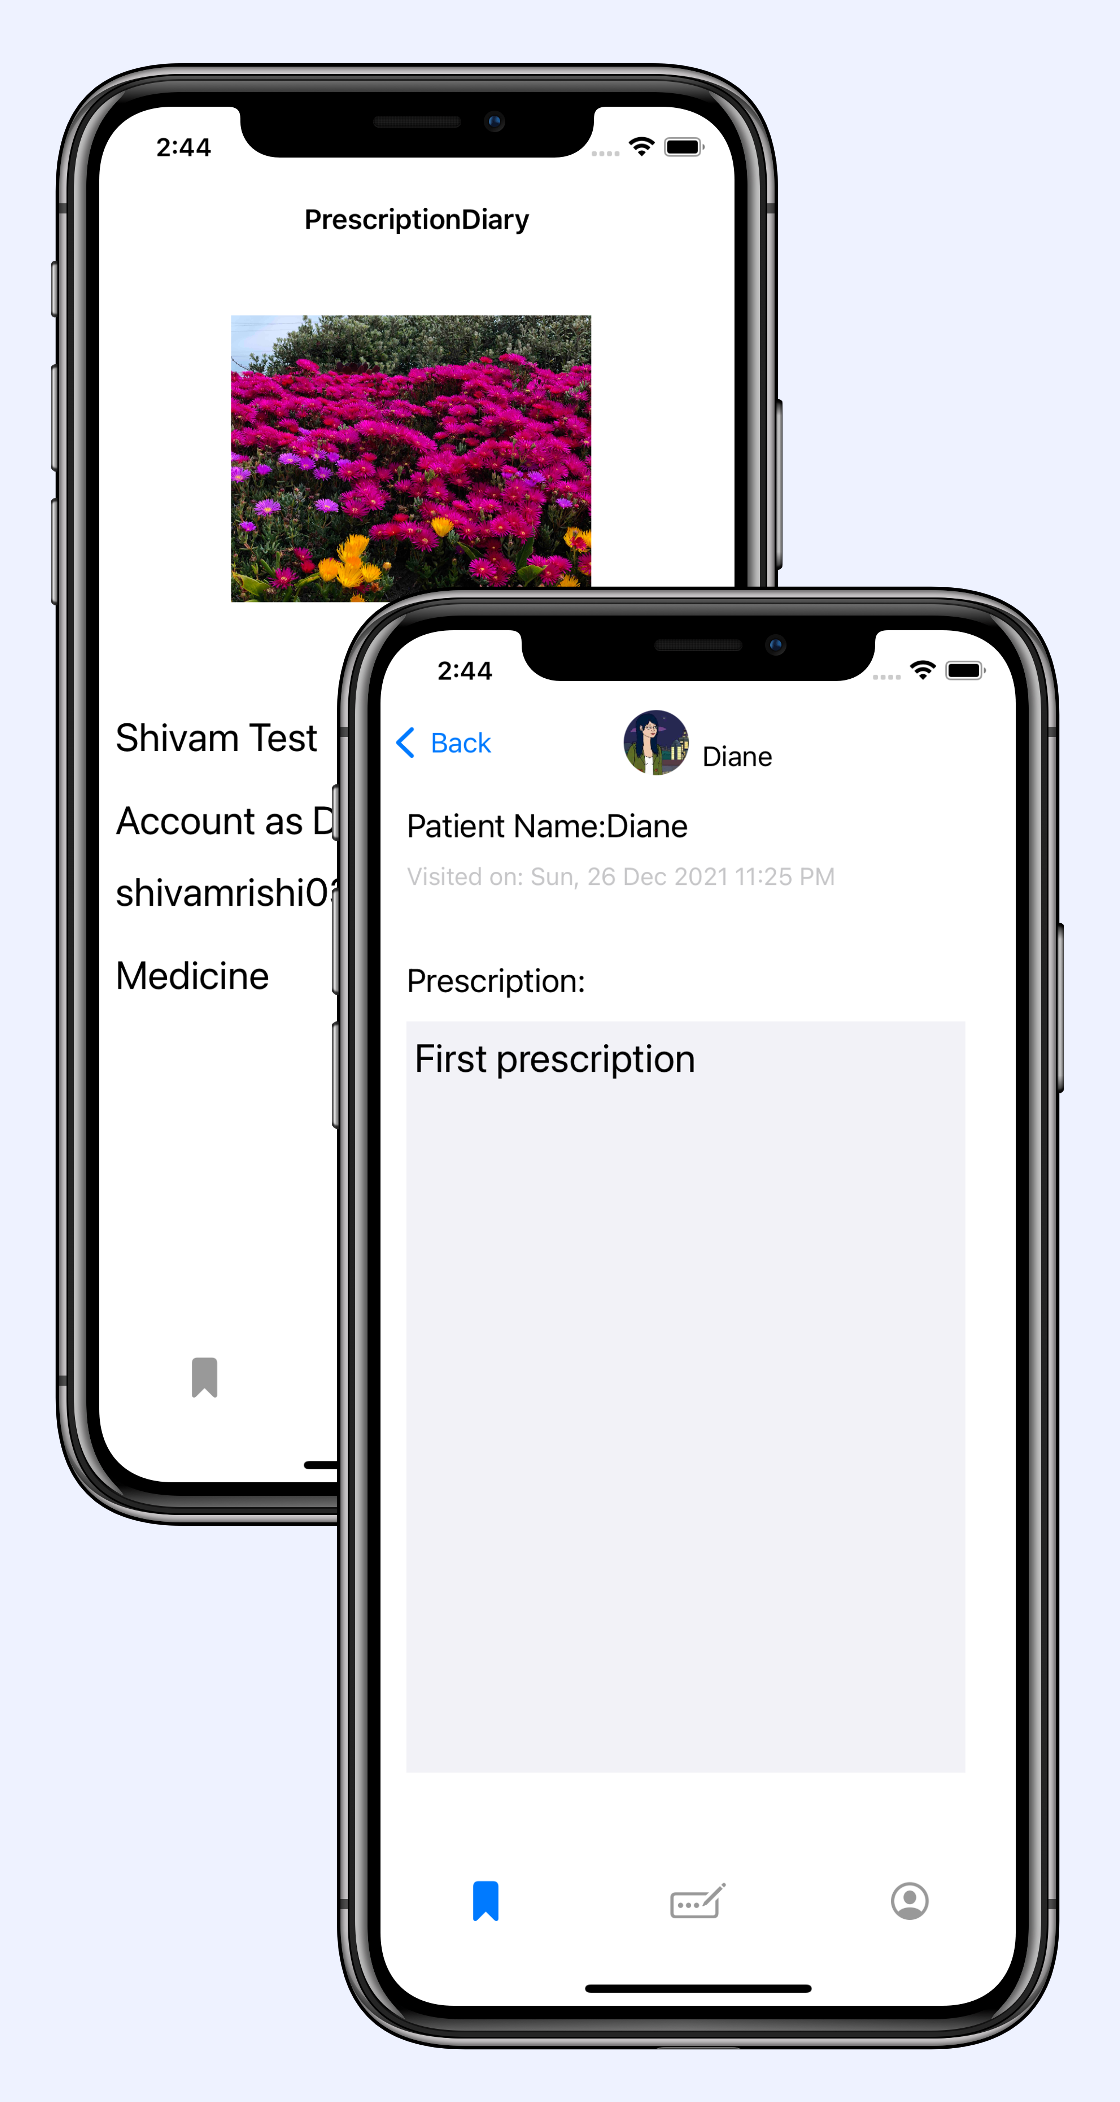 2:44
PrescriptionDiary
Shivam Test
Account as
Medicine
2:44
Back
Diane
Patient Name:Diane
Visited on: Sun, 26 Dec 2021 11:25 PM
Prescription:
First prescription